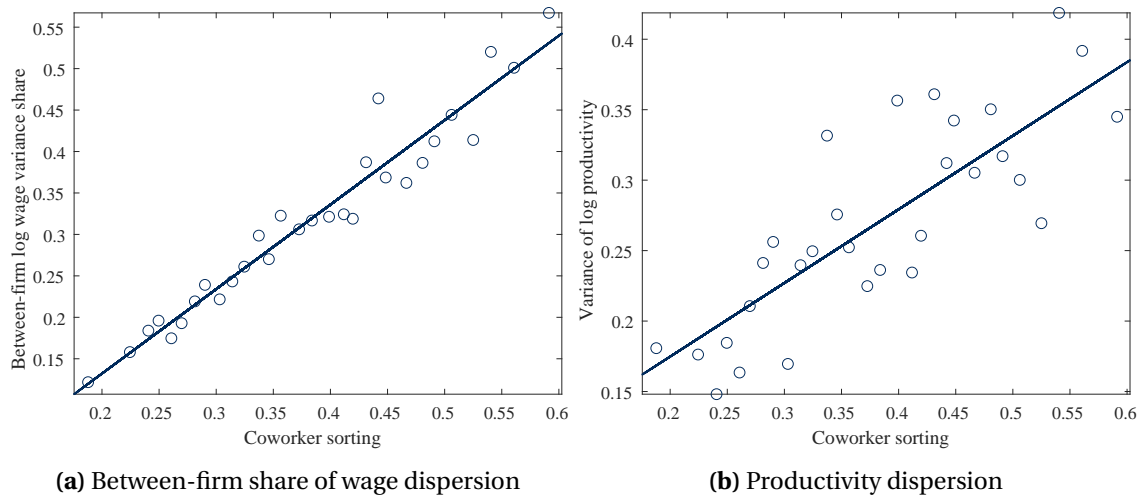 Between-firm log wage variance share
0.55
0.5
0.45
0.4
0.35
0.3
0.25
0.2
0.15
0.2 0.25 0.3 0.35 0.4 0.45 0.5 0.55 0.6
Coworker sorting
(a) Between-firm share of wage dispersion
Variance of log productivity
0.4
0.35
0.3
0.25
0.2
0.15
0.2 0.25 0.3 0.35 0.4 0.45 0.5 0.55 0.6
Coworker sorting
(b) Productivity dispersion